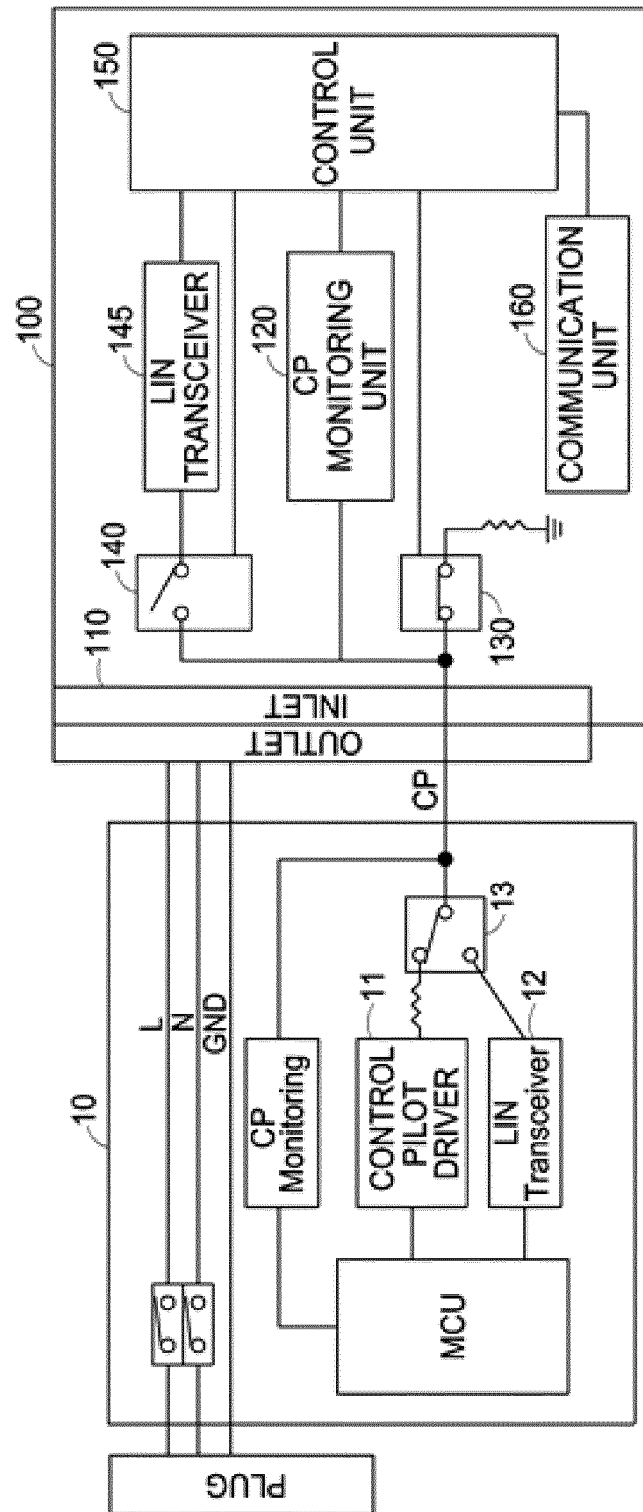 PLUG
10
L
N
GND
CP
Monitoring
11
CONTROL
PILOT
DRIVER
13
12
LIN
Transceiver
MCU
CP
OUTLET
INLET
110
100
140
145
LIN
TRANSCEIVER
120
CP
MONITORING
UNIT
130
150
CONTROL
UNIT
160
COMMUNICATION
UNIT